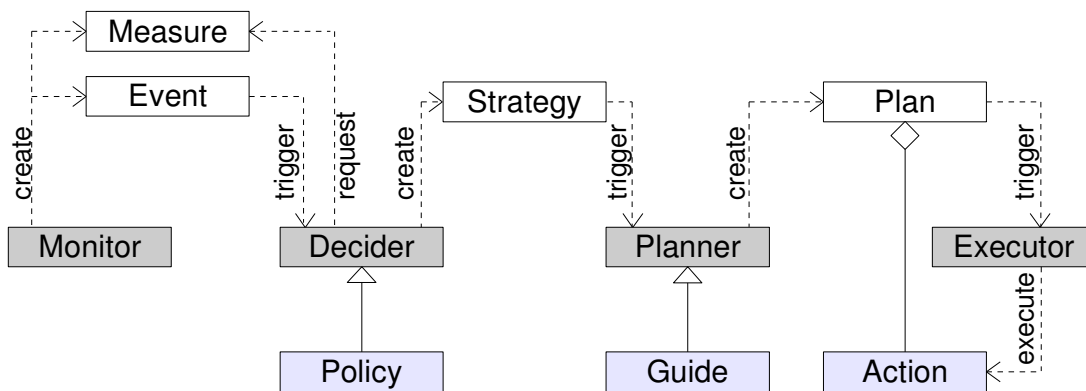 Measure
Event
Strategy
Plan
create
trigger
request
create
trigger
create
trigger
Monitor
Decider
Planner
Executor
execute
Policy
Guide
Action